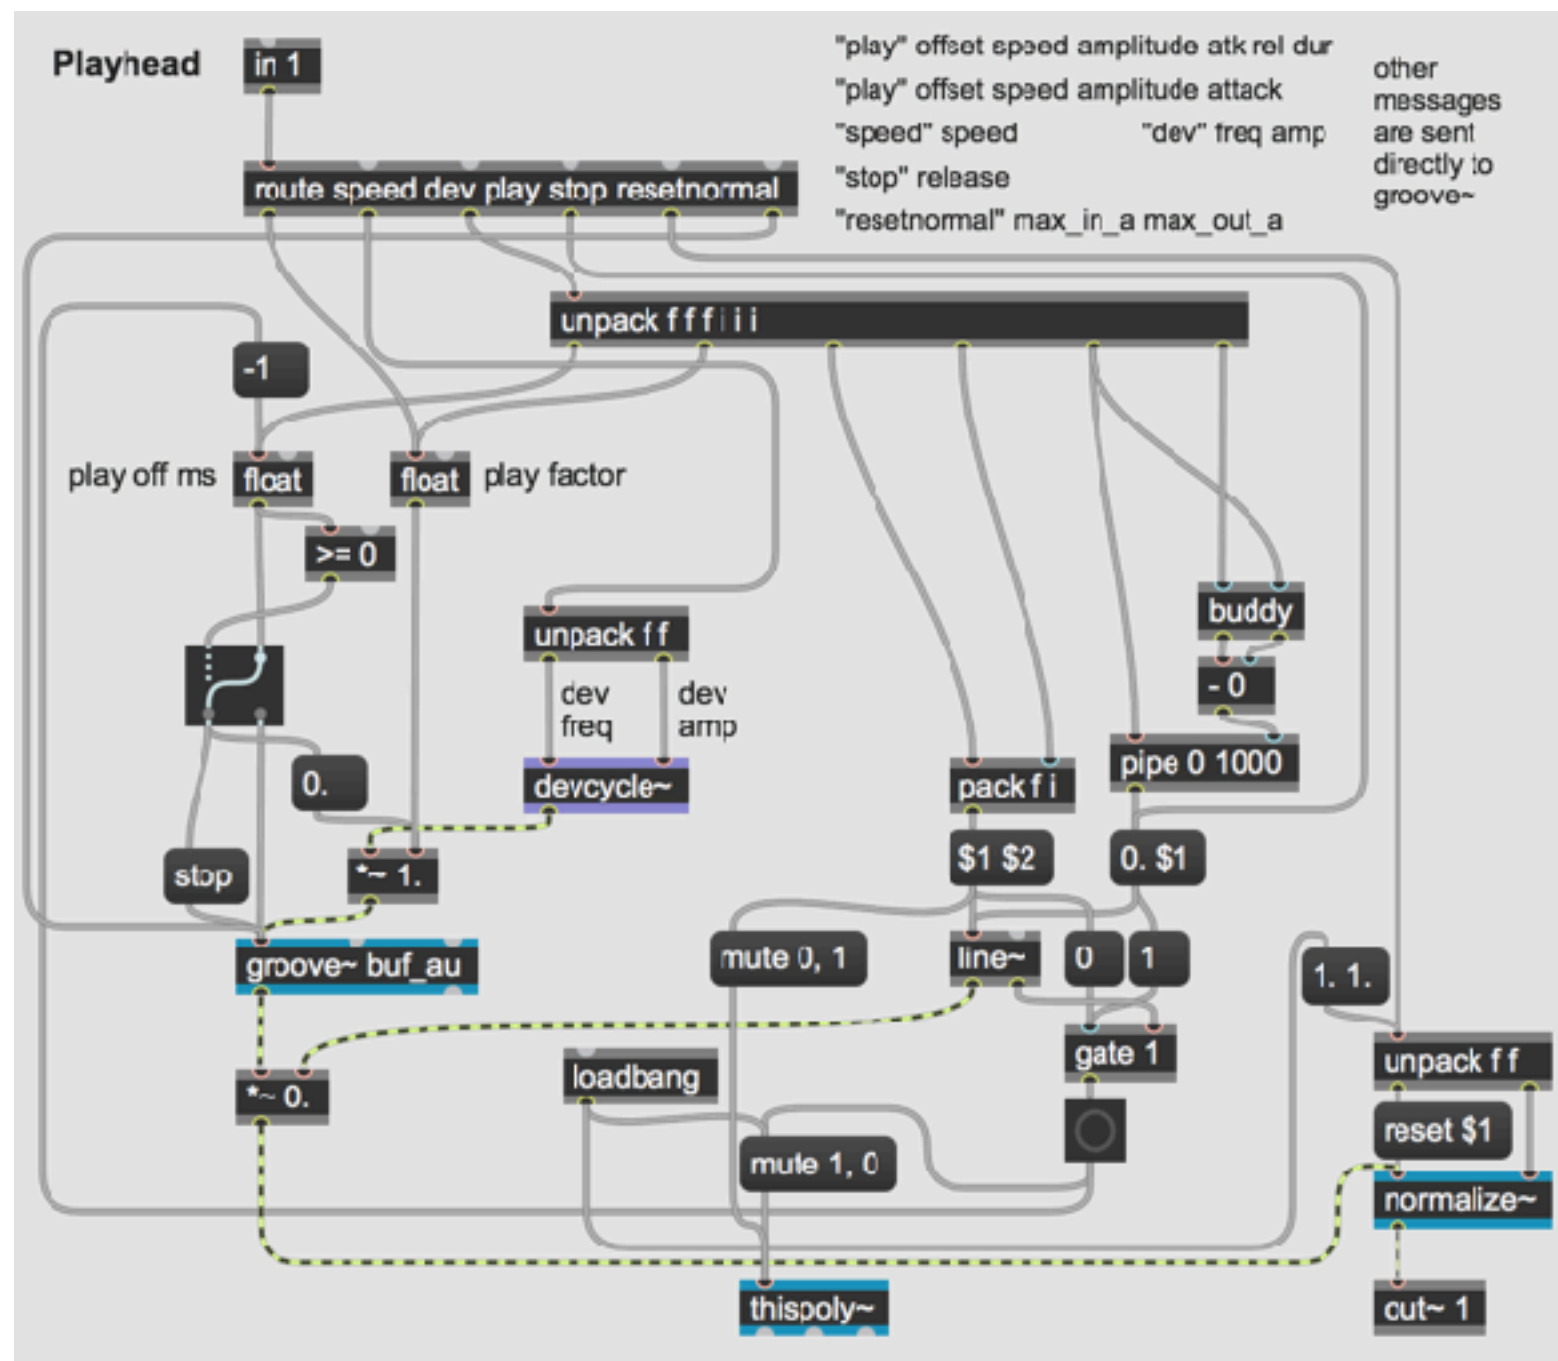 Playhead
in 1
"play" offset speed amplitude atk rel dur
"play" offset speed amplitude attack
"speed" speed
"dev" freq amp
"stop" release
"resetnormal" max_in_a max_out_a
other
messages
are sent
directly to
groove~
route speed dev play stop resetnormal
unpack f f f i i i
-1
play off ms
float
float
play factor
>= 0
buddy
unpack f f
- 0
dev
freq
dev
amp
0.
devcycle~
pack f i
pipe 0 1000
stop
*~ 1.
$1 $2
0. $1
groove~ buf_au
mute 0, 1
line~
0
1
1. 1.
*~ 0.
loadbang
gate 1
unpack f f
mute 1, 0
reset $1
normalize~
thispoly~
out~ 1